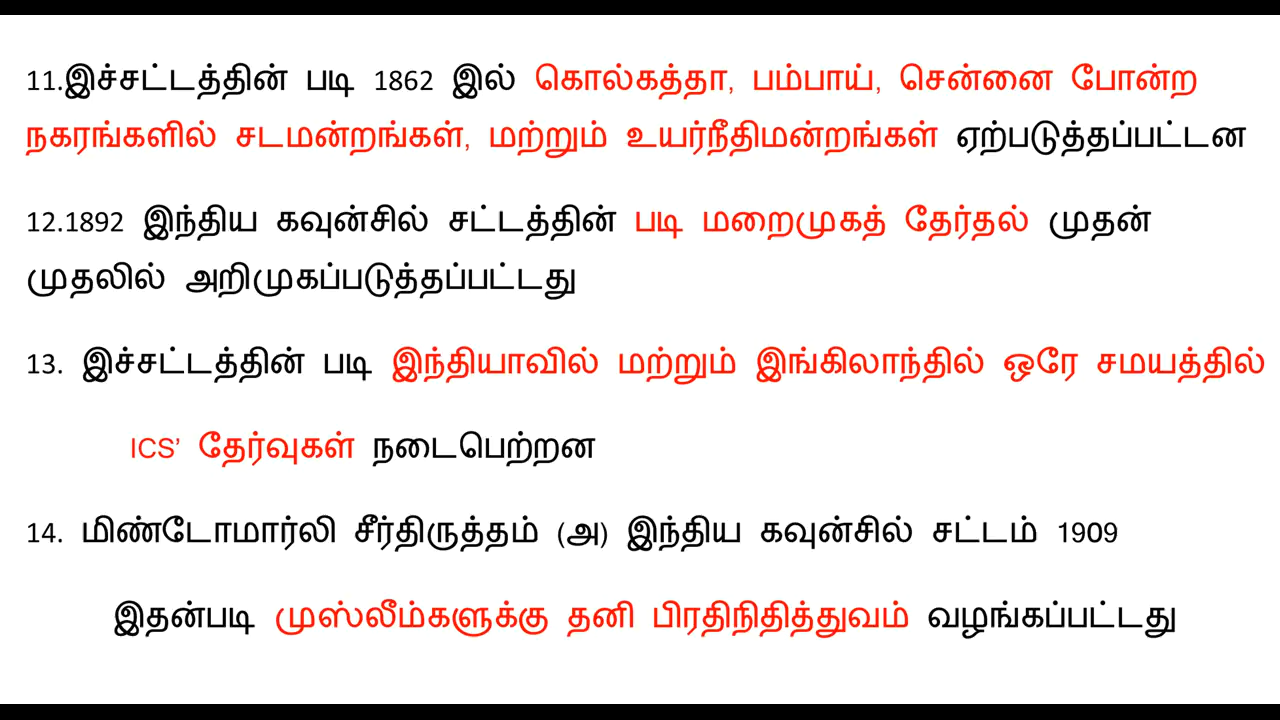 11.இச்சட்டத்தின் படி 1862 இல் கொல்கத்தா, பம்பாய், சென்னை போன்ற
நகரங்களில் சடமன்றங்கள், மற்றும் உயர்நீதிமன்றங்கள் ஏற்படுத்தப்பட்டன
12.1892 இந்திய கவுன்சில் சட்டத்தின் படி மறைமுகத் தேர்தல் முதன்
முதலில் அறிமுகப்படுத்தப்பட்டது
13. இச்சட்டத்தின் படி இந்தியாவில் மற்றும் இங்கிலாந்தில் ஒரே சமயத்தில்
ICS’ தேர்வுகள் நடைபெற்றன
14. மிண்டோமார்லி சீர்திருத்தம் (அ) இந்திய கவுன்சில் சட்டம் 1909
இதன்படி முஸ்லீம்களுக்கு தனி பிரதிநிதித்துவம் வழங்கப்பட்டது